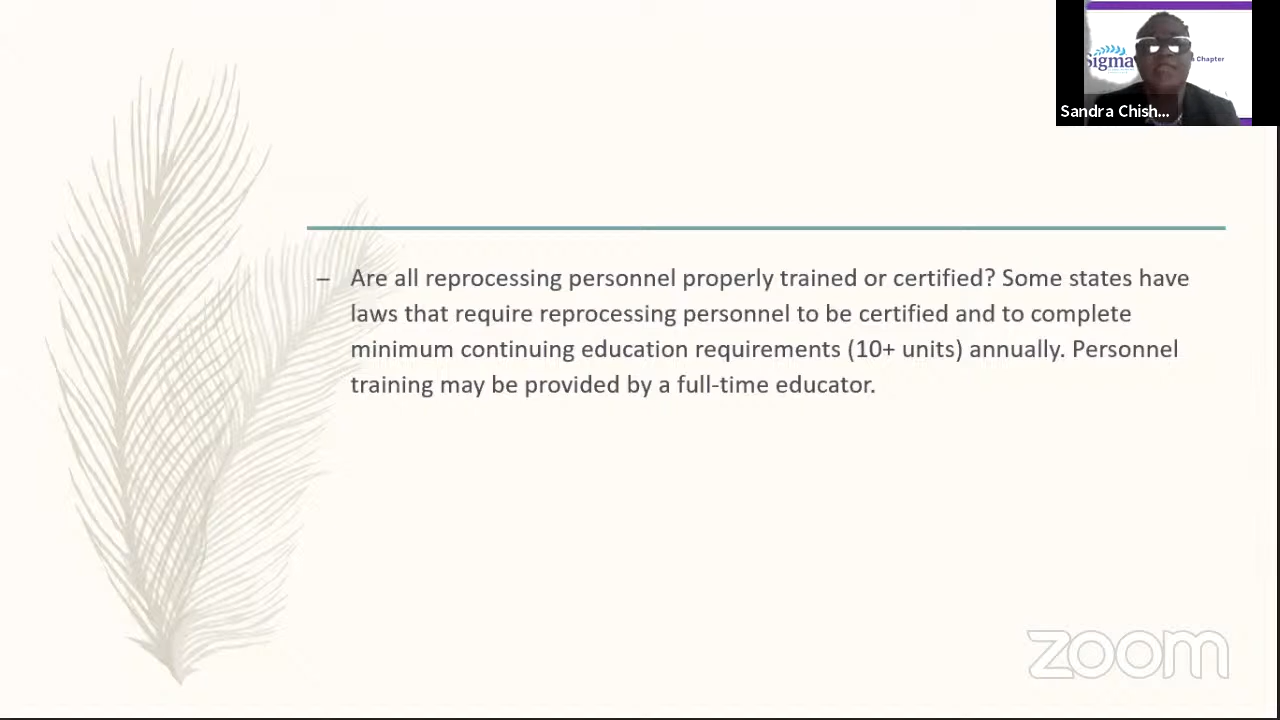 Sigma
Chapter
Sandra Chish...
– Are all reprocessing personnel properly trained or certified? Some states have
laws that require reprocessing personnel to be certified and to complete
minimum continuing education requirements (10+ units) annually. Personnel
training may be provided by a full-time educator.
zoom